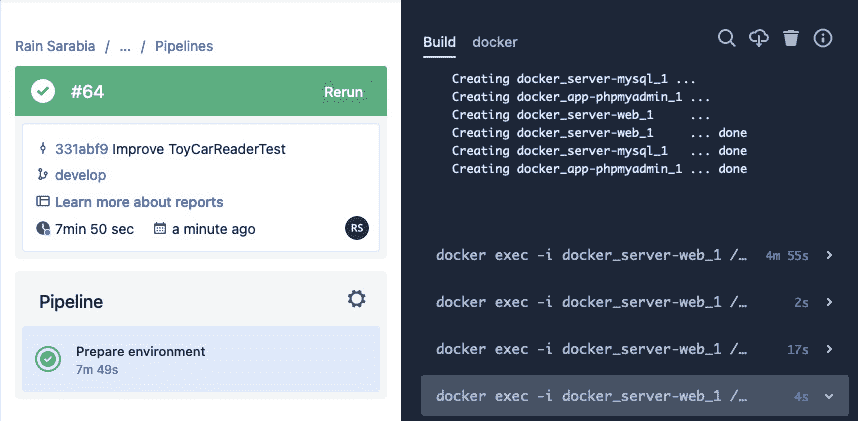 Rain Sarabia / ... / Pipelines
#64 Rerun
331abf9 Improve ToyCarReaderTest
develop
Learn more about reports
7min 50 sec a minute ago RS
Pipeline
Prepare environment
7m 49s
Build docker
Creating docker_server-mysql_1 ...
Creating docker_app-phpmyadmin_1 ...
Creating docker_server-web_1 ...
Creating docker_server-web_1 ... done
Creating docker_server-mysql_1 ... done
Creating docker_app-phpmyadmin_1 ... done
docker exec -i docker_server-web_1 /… 4m 55s
docker exec -i docker_server-web_1 /… 2s
docker exec -i docker_server-web_1 /… 17s
docker exec -i docker_server-web_1 /… 4s